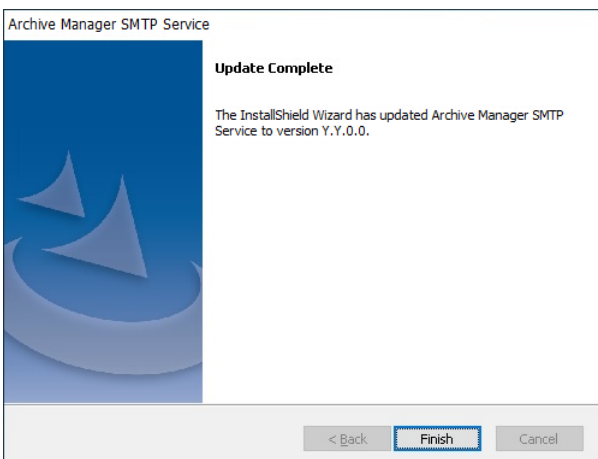 Archive Manager SMTP Service
Update Complete
The InstallShield Wizard has updated Archive Manager SMTP
Service to version Y.Y.0.0.
< Back
Finish
Cancel